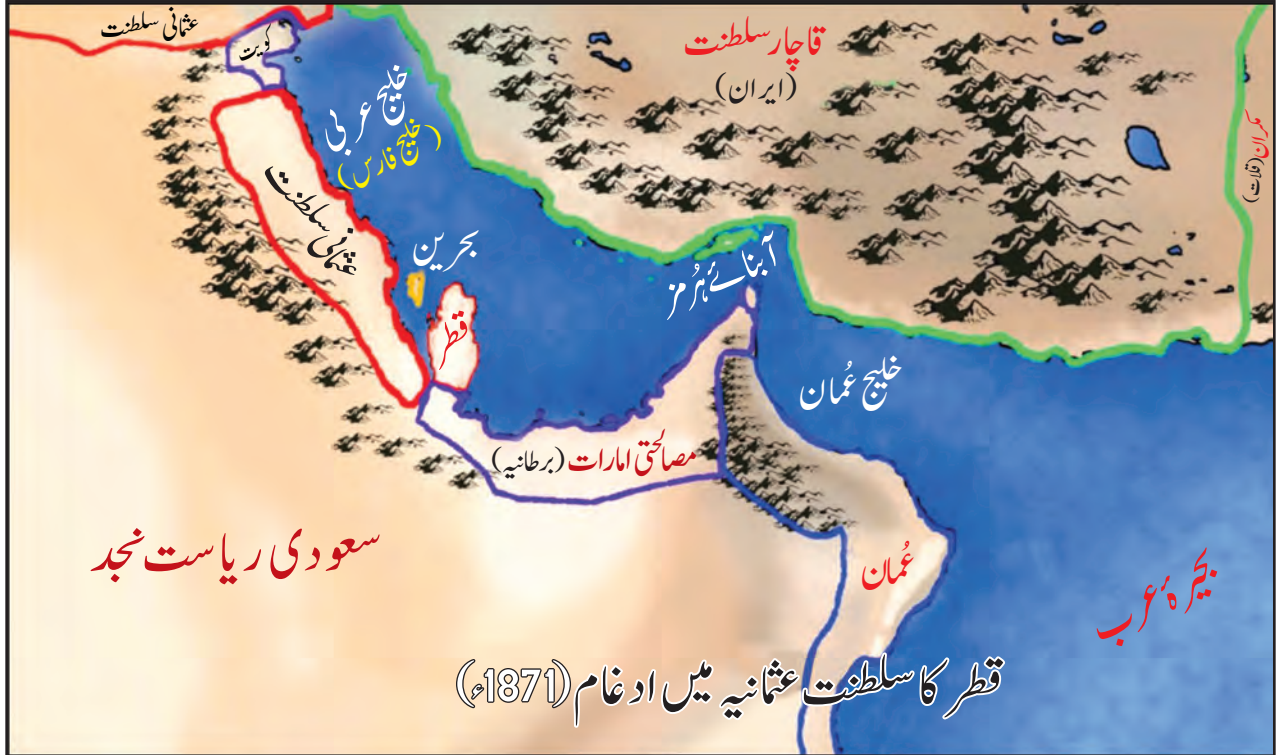 عثمانی سلطنت
کویت
قاچار سلطنت
(ایران)
خلیج عربی
(خلیج فارس)
مکران (قلات)
عثمانی سلطنت
بحرین
قطر
آبنائے ہُرمز
خلیج عُمان
مصالحتی امارات (برطانیہ)
سعودی ریاست نجد
عُمان
بحیرۂ عرب
قطر کا سلطنت عثمانیہ میں ادغام (1871ء)